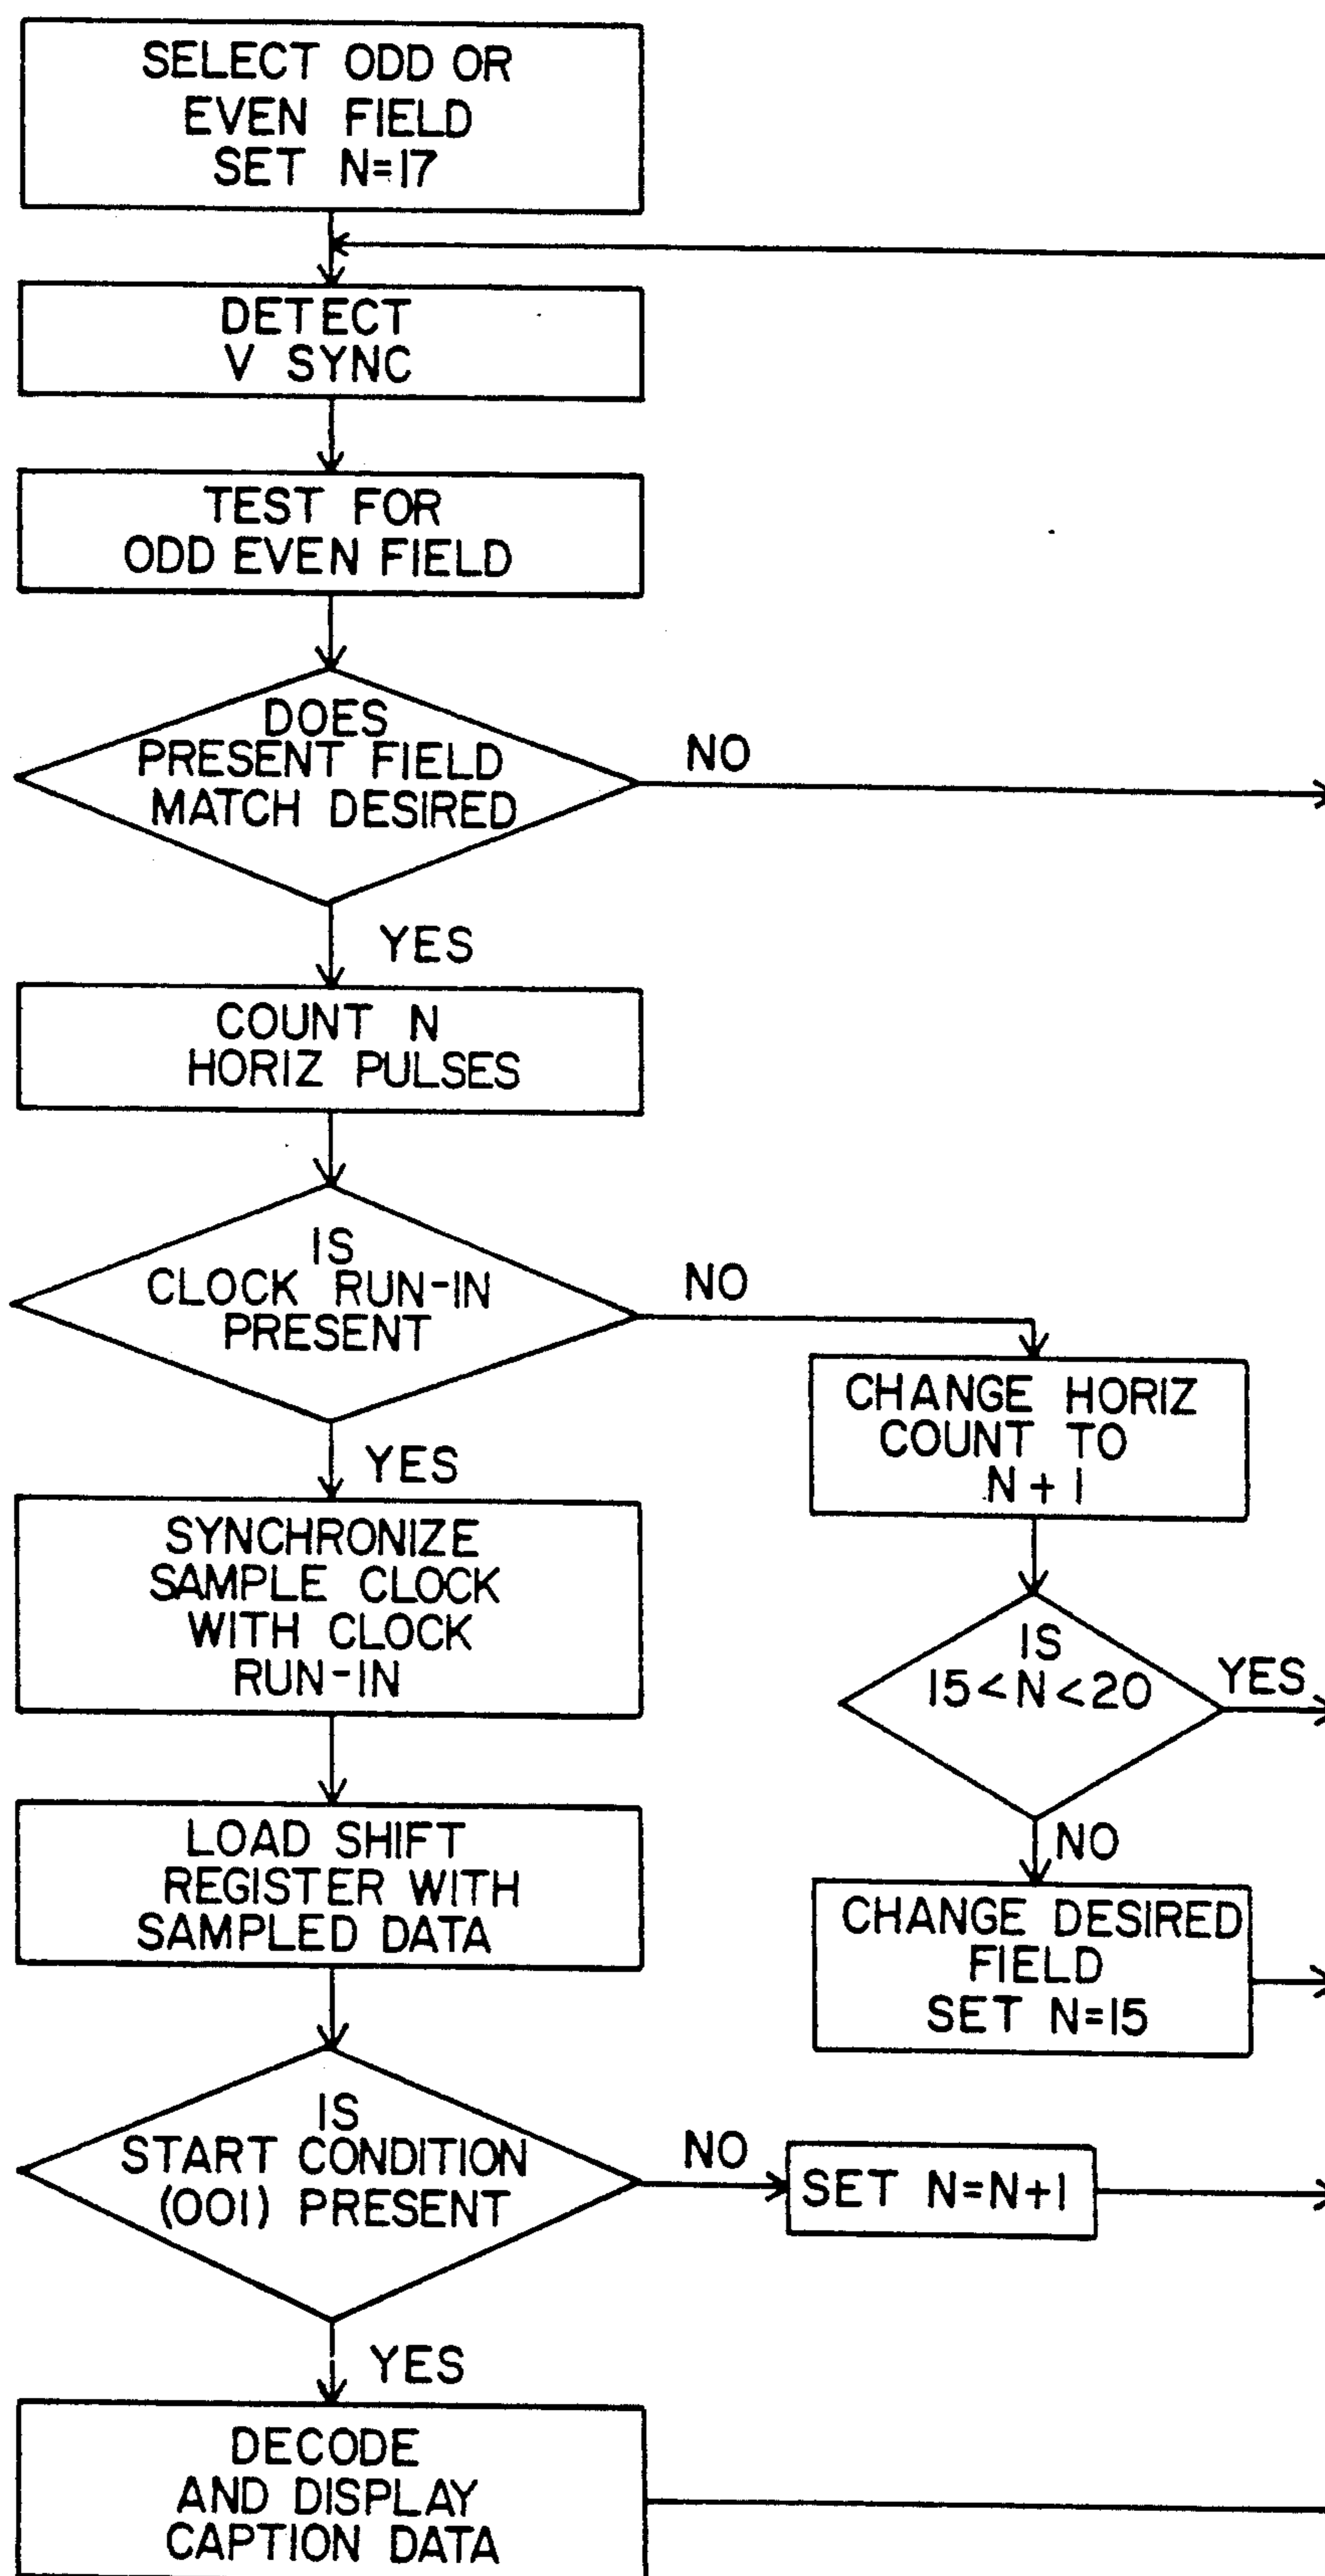 SELECT ODD OR
EVEN FIELD
SET N=17
DETECT
V SYNC
TEST FOR
ODD EVEN FIELD
DOES
PRESENT FIELD
MATCH DESIRED
NO
YES
COUNT N
HORIZ PULSES
IS
CLOCK RUN-IN
PRESENT
NO
CHANGE HORIZ
COUNT TO
N+1
YES
SYNCHRONIZE
SAMPLE CLOCK
WITH CLOCK
RUN-IN
IS
15<N<20
YES
NO
LOAD SHIFT
REGISTER WITH
SAMPLED DATA
CHANGE DESIRED
FIELD
SET N=15
IS
START CONDITION
(001) PRESENT
NO
SET N=N+1
YES
DECODE
AND DISPLAY
CAPTION DATA